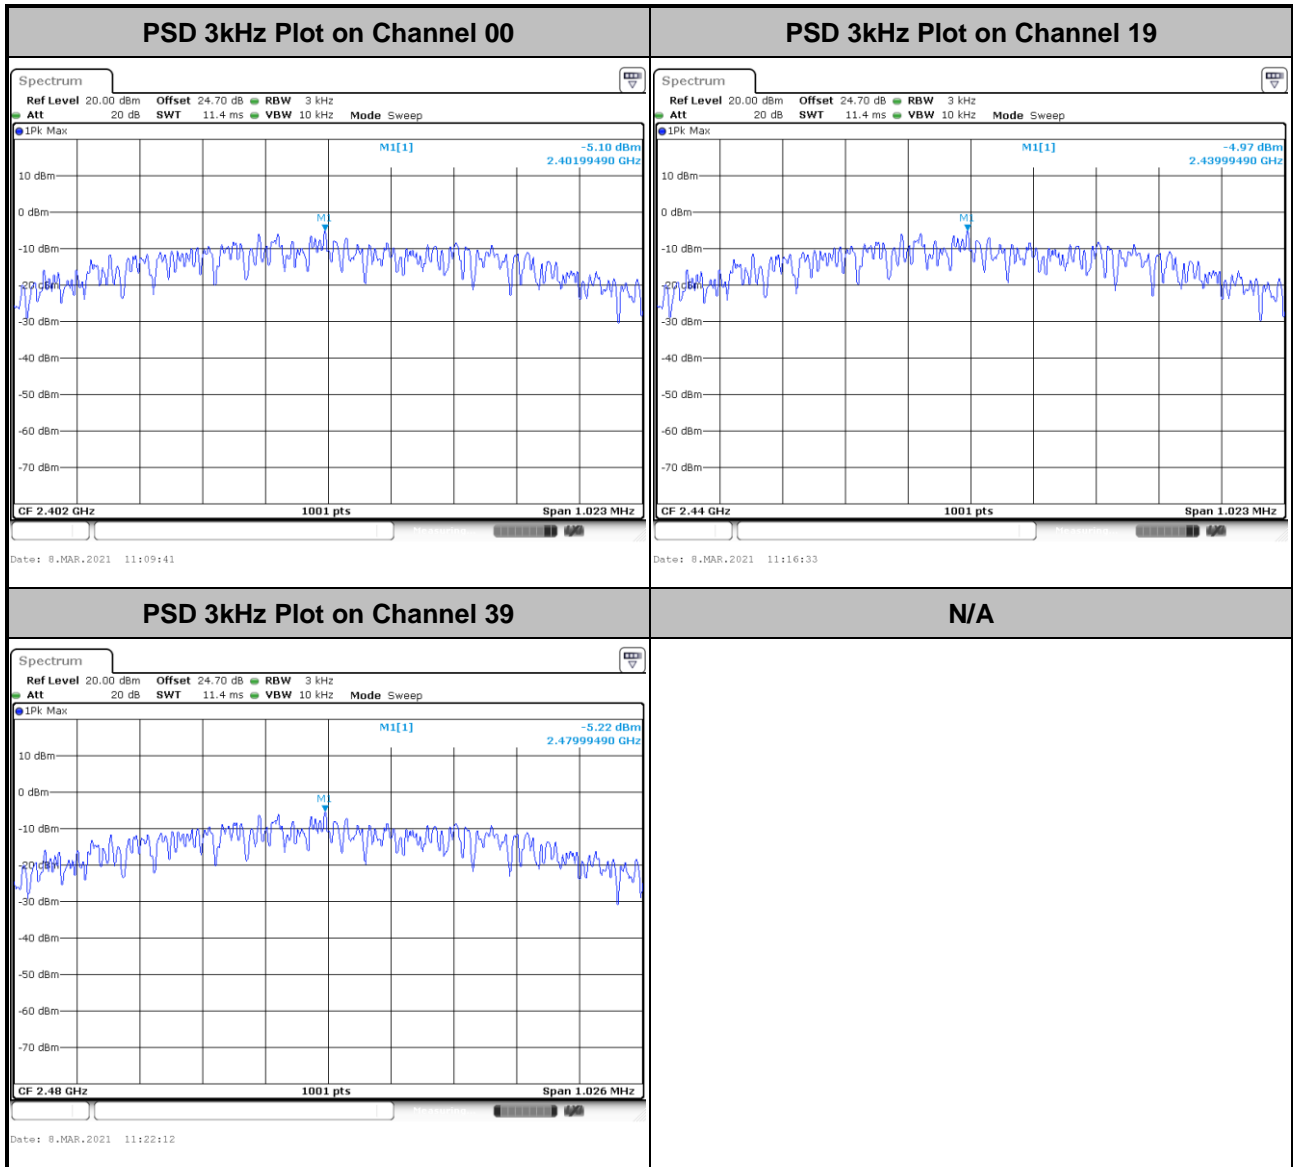 PSD 3kHz Plot on Channel 00
PSD 3kHz Plot on Channel 19
Spectrum
Ref Level 20.00 dBm Offset 24.70 dB RBW 3 kHz
Att 20 dB SWT 11.4 ms VBW 10 kHz Mode Sweep
1Pk Max
M1[1] -5.10 dBm
2.40199490 GHz
M1
10 dBm
0 dBm
-10 dBm
-20 dBm
-30 dBm
-40 dBm
-50 dBm
-60 dBm
-70 dBm
CF 2.402 GHz 1001 pts Span 1.023 MHz
Date: 8.MAR.2021 11:09:41
Spectrum
Ref Level 20.00 dBm Offset 24.70 dB RBW 3 kHz
Att 20 dB SWT 11.4 ms VBW 10 kHz Mode Sweep
1Pk Max
M1[1] -4.97 dBm
2.43999490 GHz
M1
10 dBm
0 dBm
-10 dBm
-20 dBm
-30 dBm
-40 dBm
-50 dBm
-60 dBm
-70 dBm
CF 2.44 GHz 1001 pts Span 1.023 MHz
Date: 8.MAR.2021 11:16:33
PSD 3kHz Plot on Channel 39
N/A
Spectrum
Ref Level 20.00 dBm Offset 24.70 dB RBW 3 kHz
Att 20 dB SWT 11.4 ms VBW 10 kHz Mode Sweep
1Pk Max
M1[1] -5.22 dBm
2.47999490 GHz
M1
10 dBm
0 dBm
-10 dBm
-20 dBm
-30 dBm
-40 dBm
-50 dBm
-60 dBm
-70 dBm
CF 2.48 GHz 1001 pts Span 1.026 MHz
Date: 8.MAR.2021 11:22:12